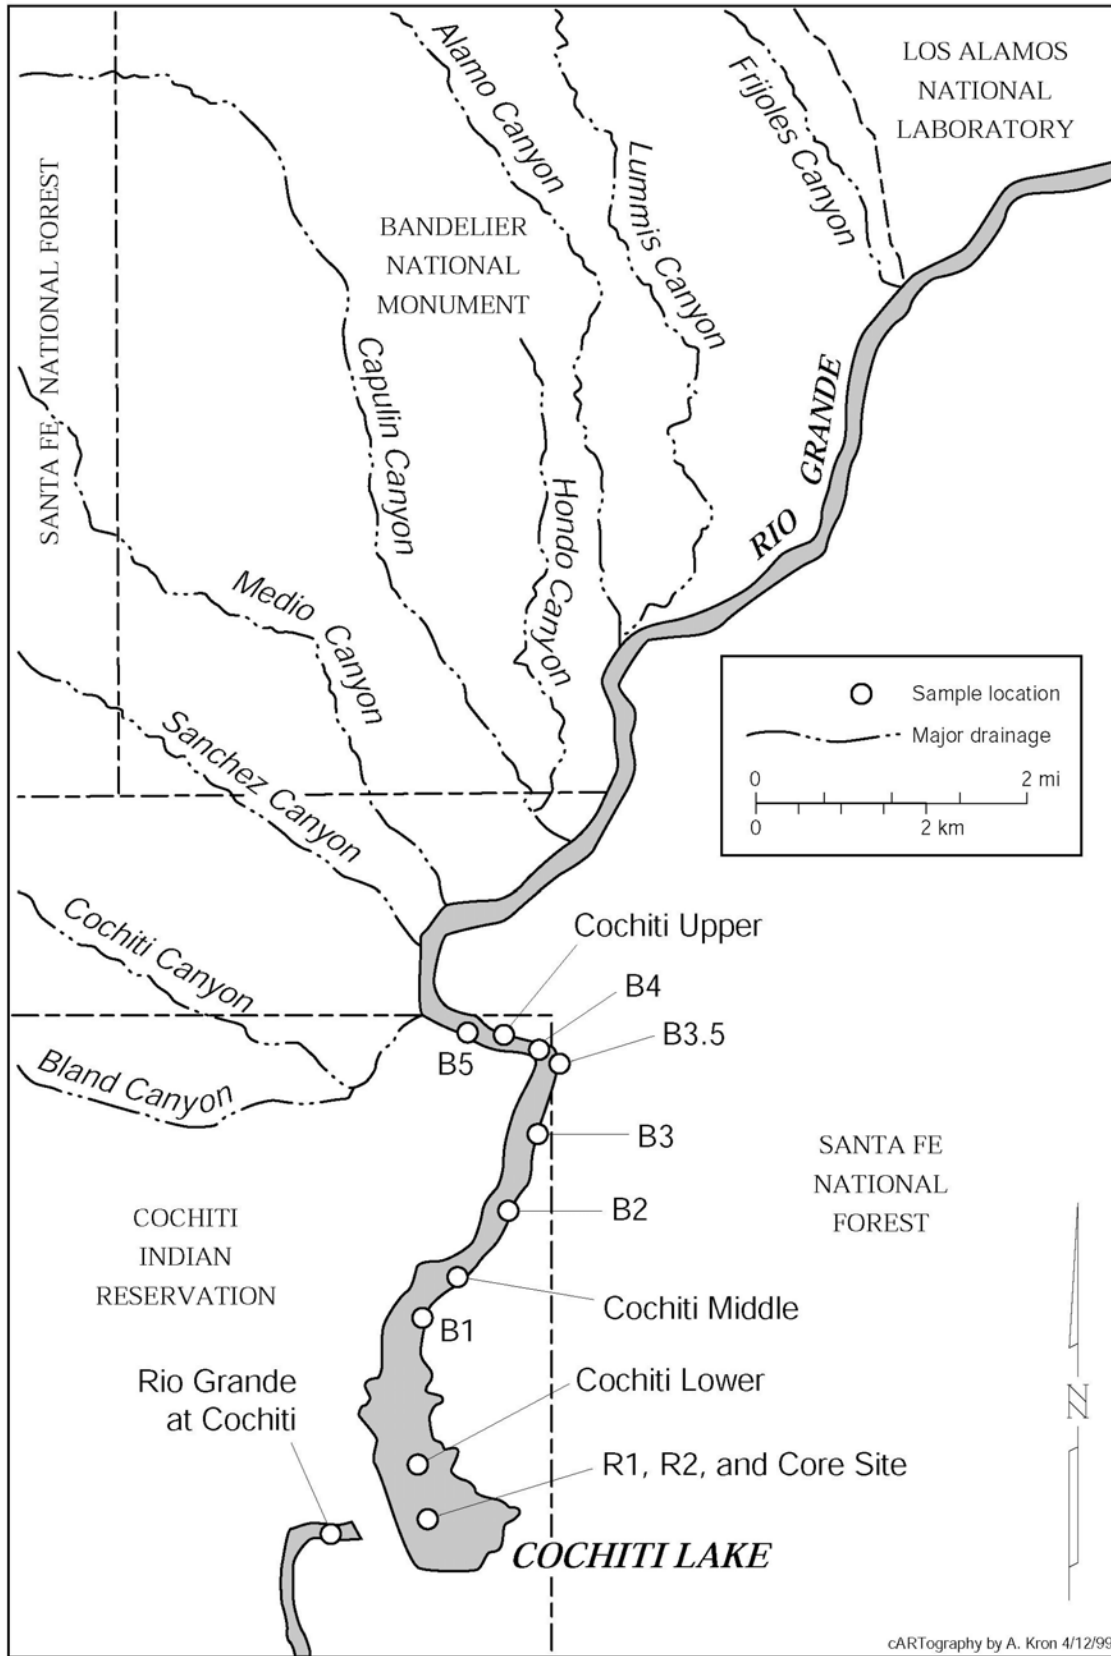 LOS ALAMOS
NATIONAL
LABORATORY
Alamo Canyon
Lummis Canyon
Frijoles Canyon
SANTA FE NATIONAL FOREST
BANDELIER
NATIONAL
MONUMENT
Capulin Canyon
Hondo Canyon
RIO GRANDE
Medio Canyon
Sanchez Canyon
Sample location
Major drainage
0 2 mi
0 2 km
Cochiti Canyon
Cochiti Upper
B4
B3.5
B5
Bland Canyon
B3
SANTA FE
NATIONAL
FOREST
B2
COCHITI
INDIAN
RESERVATION
Cochiti Middle
B1
Rio Grande
at Cochiti
Cochiti Lower
N
R1, R2, and Core Site
COCHITI LAKE
cARTography by A. Kron 4/12/99